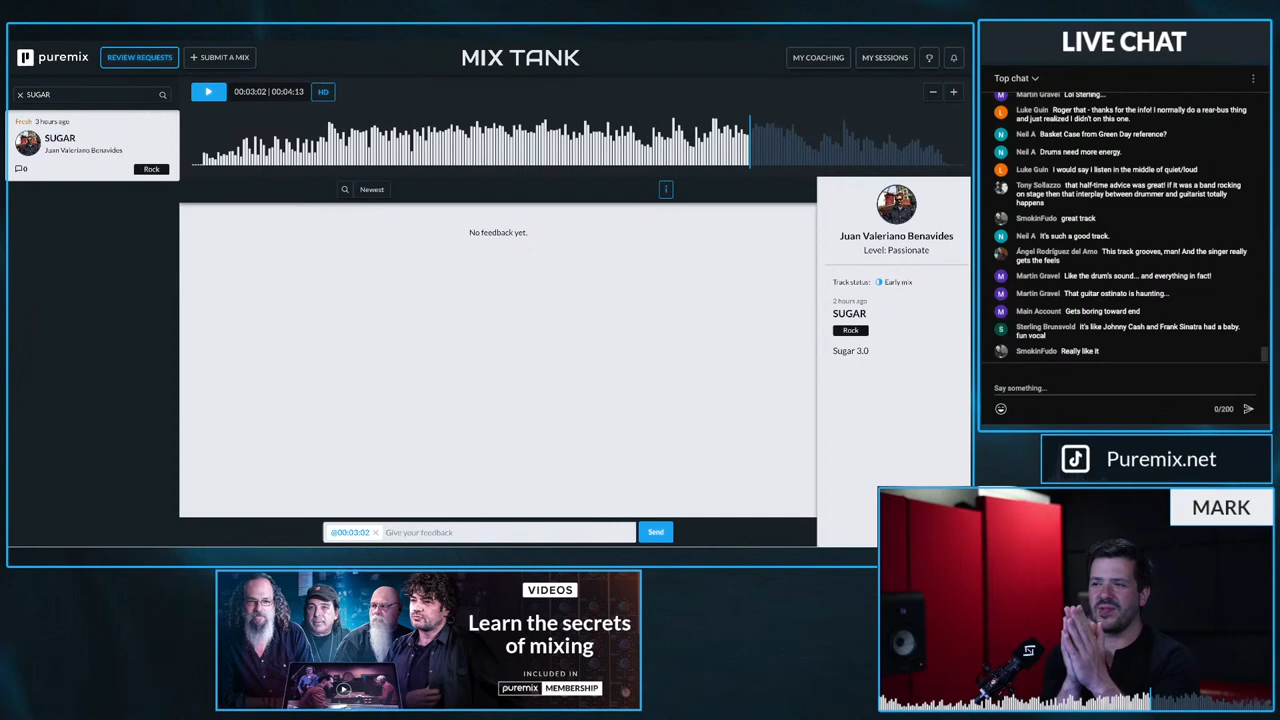 puremix
REVIEW REQUESTS
+ SUBMIT A MIX
MIX TANK
MY COACHING
MY SESSIONS
× SUGAR
00:03:02 | 00:04:13
HD
Fresh 3 hours ago
SUGAR
Juan Valeriano Benavides
0
Rock
Newest
i
No feedback yet.
Juan Valeriano Benavides
Level: Passionate
Track status: Early mix
2 hours ago
SUGAR
Rock
Sugar 3.0
@00:03:02 × Give your feedback
Send
LIVE CHAT
Top chat
Martin Gravel Lol Sterling...
Luke Guin Roger that - thanks for the info! I normally do a rear-bus thing
and just realized I didn't on this one.
Neil A Basket Case from Green Day reference?
Neil A Drums need more energy.
Luke Guin I would say I listen in the middle of quiet/loud
Tony Sollazzo that half-time advice was great! if it was a band rocking
on stage then that interplay between drummer and guitarist totally
happens
SmokinFudo great track
Neil A It's such a good track.
Ángel Rodríguez del Amo This track grooves, man! And the singer really
gets the feels
Martin Gravel Like the drum's sound... and everything in fact!
Martin Gravel That guitar ostinato is haunting...
Main Account Gets boring toward end
Sterling Brunsvold it's like Johnny Cash and Frank Sinatra had a baby.
fun vocal
SmokinFudo Really like it
Say something...
0/200
Puremix.net
MARK
VIDEOS
Learn the secrets
of mixing
INCLUDED IN
puremix MEMBERSHIP